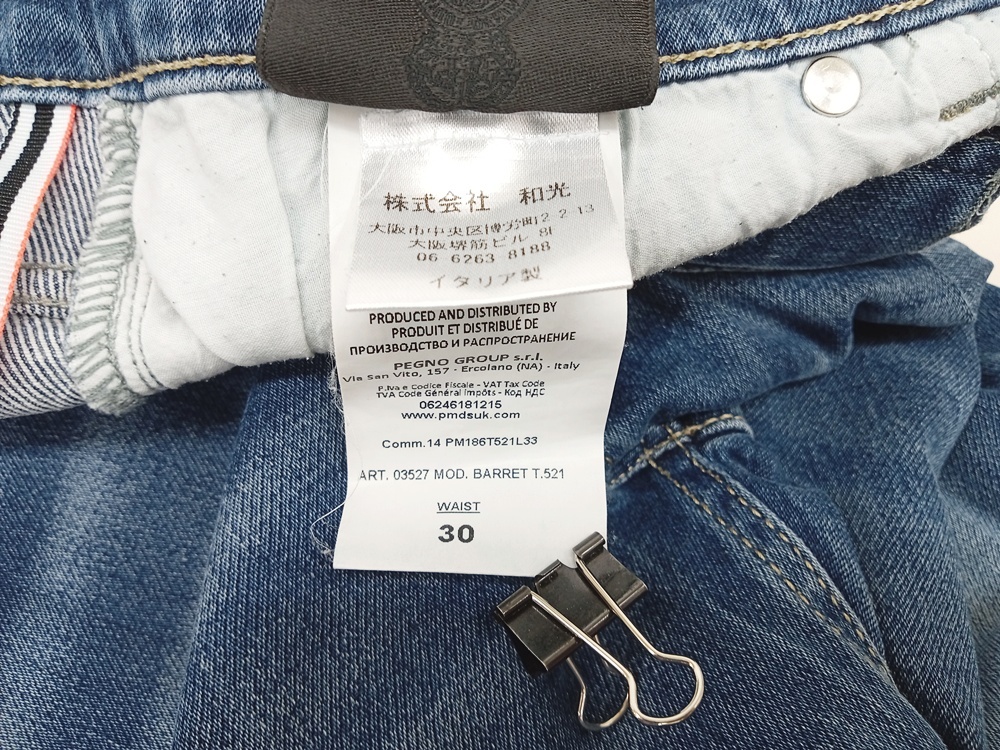 株式会社 和光
大阪市中央区博労町2-2-13
大阪堺筋ビル 8F
06 6263 8188
イタリア製
PRODUCED AND DISTRIBUTED BY
PRODUIT ET DISTRIBUÉ DE
ПРОИЗВОДСТВО И РАСПРОСТРАНЕНИЕ
PEGNO GROUP s.r.l.
Via San Vito, 157 - Ercolano (NA) - Italy
P.Iva e Codice Fiscale - VAT Tax Code
TVA Code Général Impôts - Код НДС
06246181215
www.pmdsuk.com
Comm.14 PM186T521L33
ART. 03527 MOD. BARRET T.521
WAIST
30